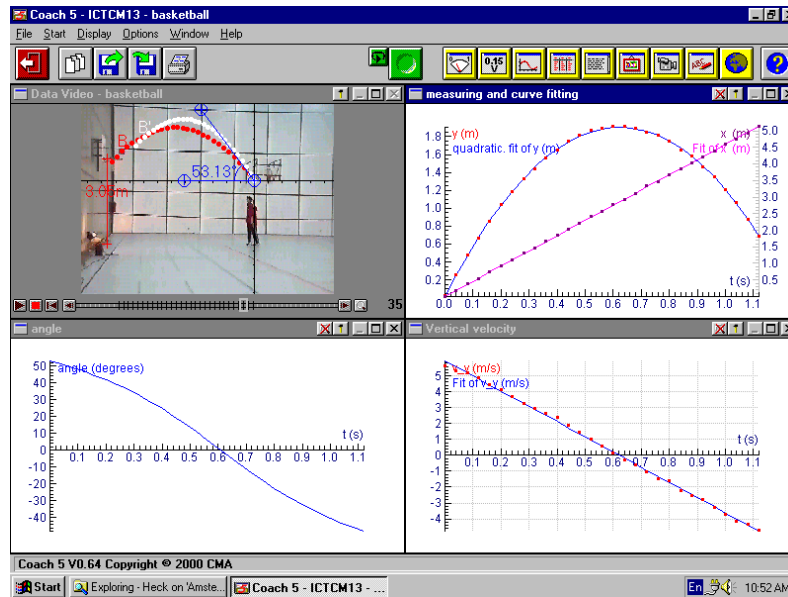 Coach 5 - ICTCM13 - basketball
File Start Display Options Window Help
0.15
V
?
Data Video - basketball
B B'
53.13°
3.05m
35
measuring and curve fitting
y (m) x (m)
quadratic. fit of y (m) Fit of x (m)
1.8 5.0
1.6 4.5
1.4 4.0
1.2 3.5
1.0 3.0
0.8 2.5
0.6 2.0
0.4 1.5
0.2 1.0
0.5
t (s)
0.0 0.1 0.2 0.3 0.4 0.5 0.6 0.7 0.8 0.9 1.0 1.1
angle
angle (degrees)
50
40
30
20
10
0
-10
-20
-30
-40
t (s)
0.1 0.2 0.3 0.4 0.5 0.6 0.7 0.8 0.9 1.0 1.1
Vertical velocity
v_y (m/s)
Fit of v_y (m/s)
5
4
3
2
1
0
-1
-2
-3
-4
t (s)
0.1 0.2 0.3 0.4 0.5 0.6 0.7 0.8 0.9 1.0 1.1
Coach 5 V0.64 Copyright © 2000 CMA
Start Exploring - Heck on 'Amste... Coach 5 - ICTCM13 - ... En 10:52 AM